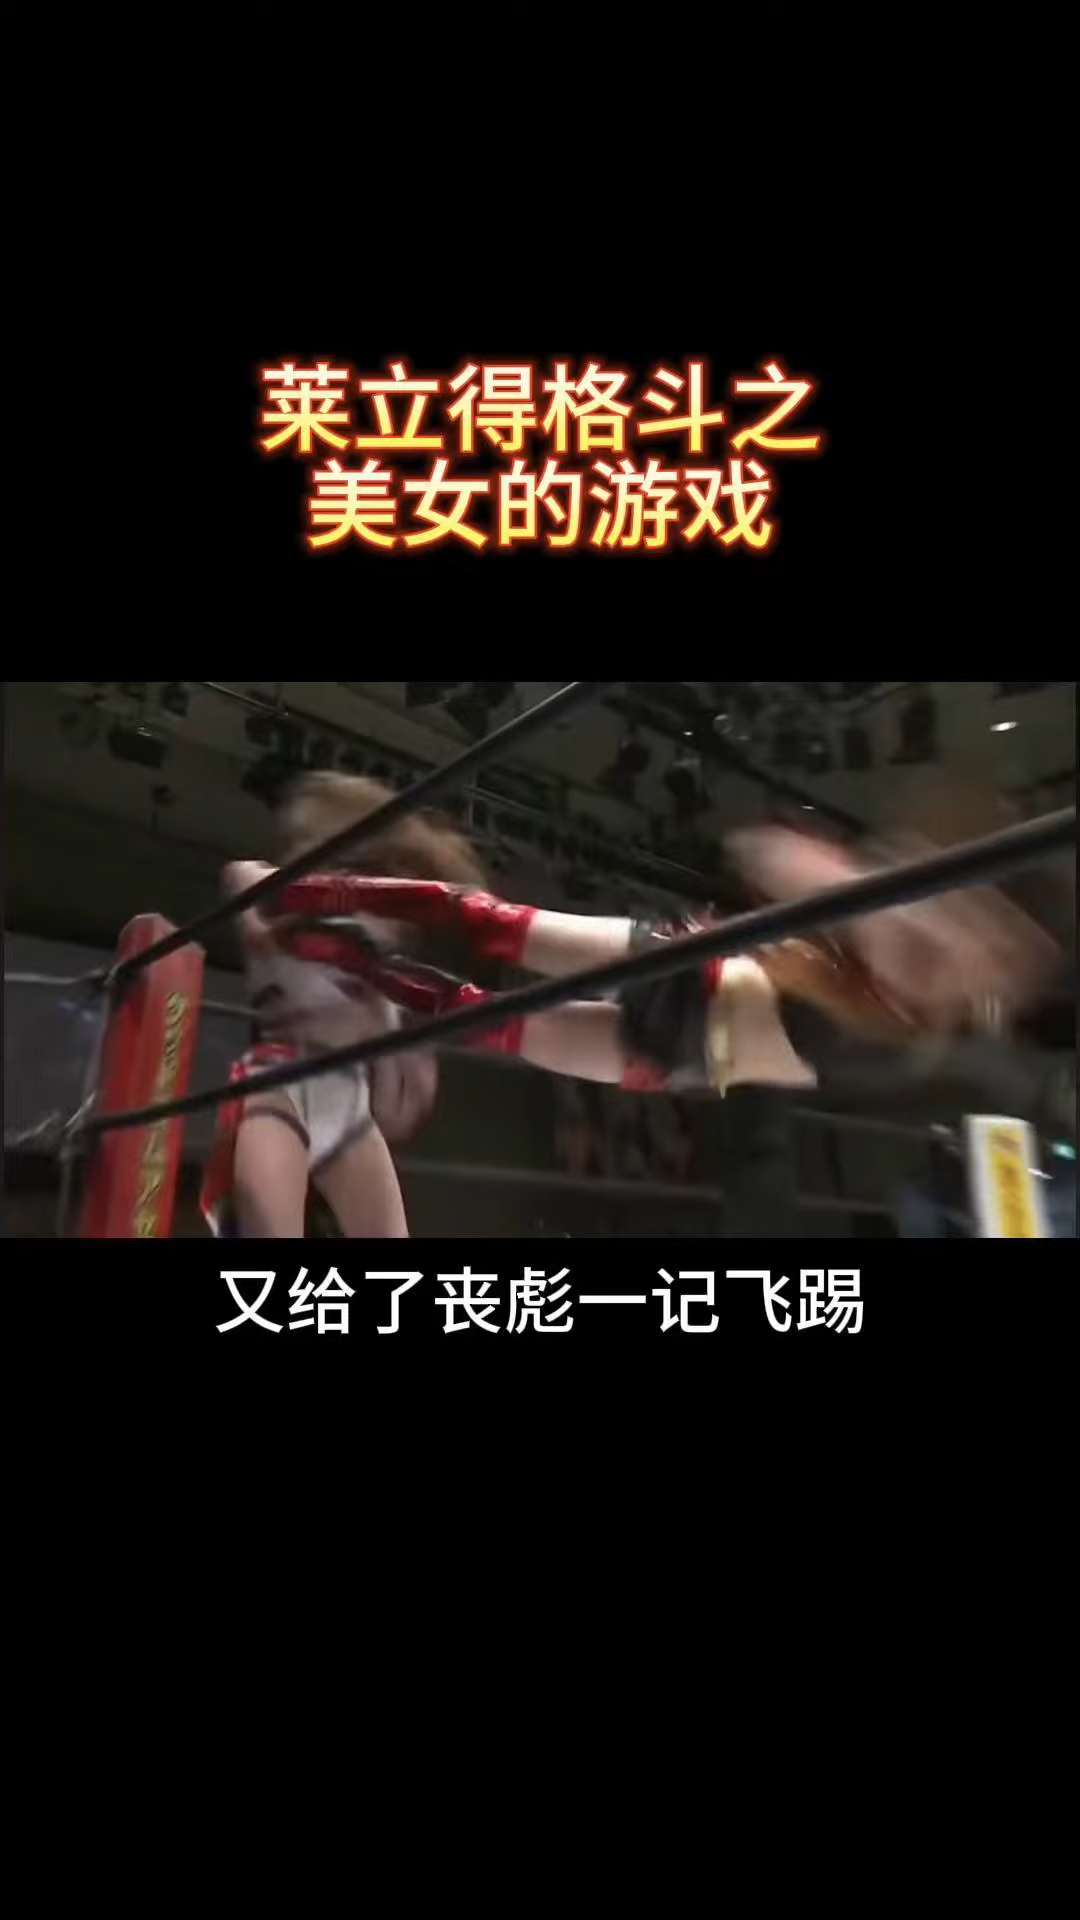 莱立得格斗之
美女的游戏
又给了丧彪一记飞踢